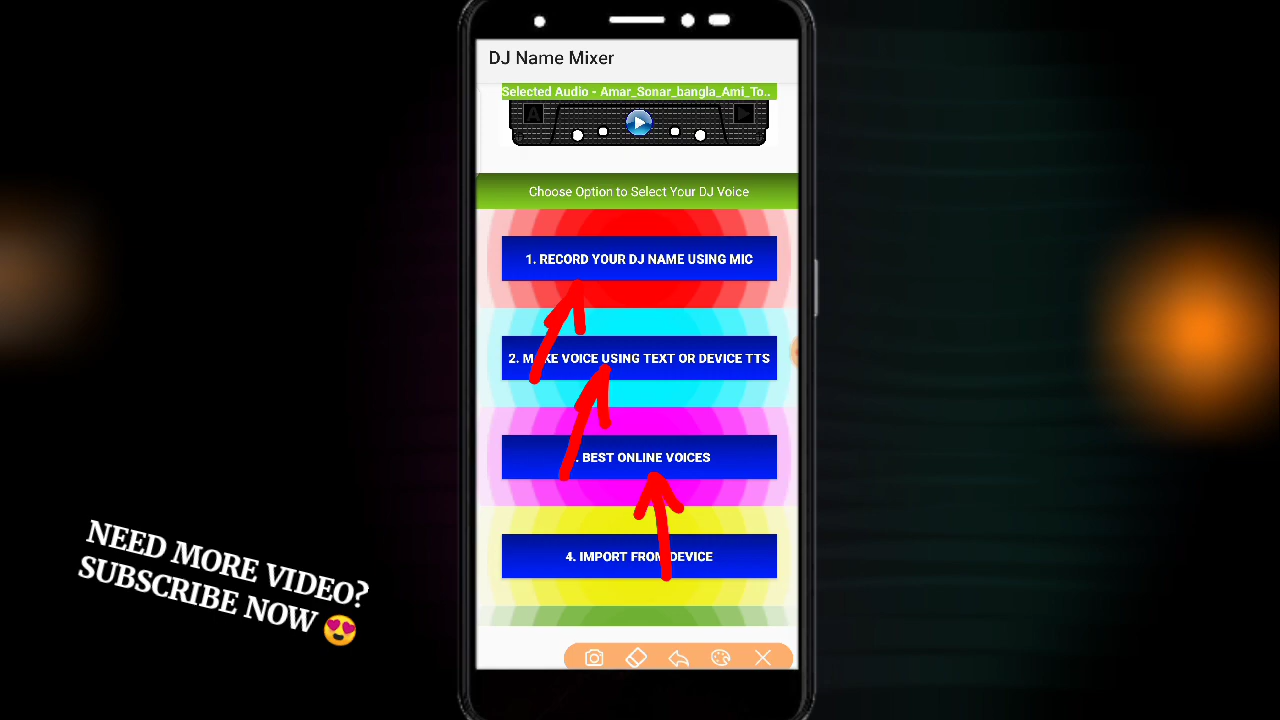 DJ Name Mixer
Selected Audio - Amar_Sonar_bangla_Ami_To..
A
Choose Option to Select Your DJ Voice
1. RECORD YOUR DJ NAME USING MIC
2. MAKE VOICE USING TEXT OR DEVICE TTS
. BEST ONLINE VOICES
4. IMPORT FROM DEVICE
NEED MORE VIDEO?
SUBSCRIBE NOW 😍